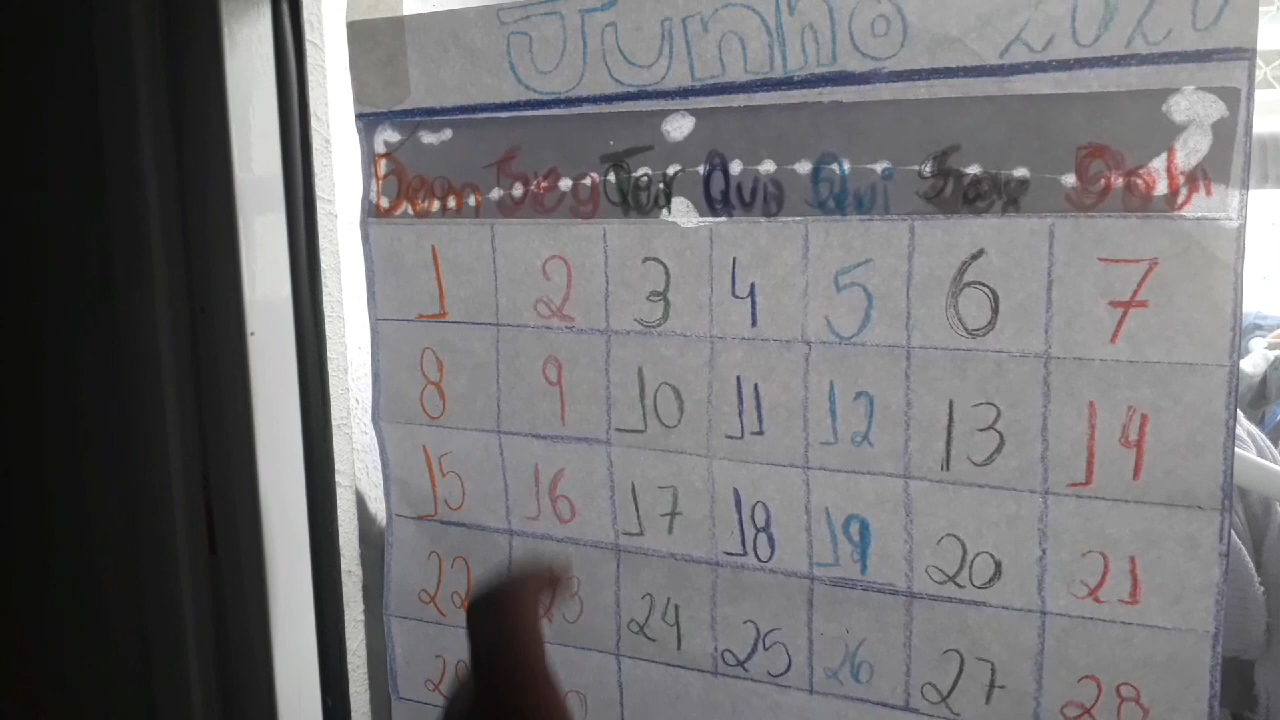 Junho 2020
Dom Seg Ter Qua Qui Sex Sab
1 2 3 4 5 6 7
8 9 10 11 12 13 14
15 16 17 18 19 20 21
22 23 24 25 26 27 28